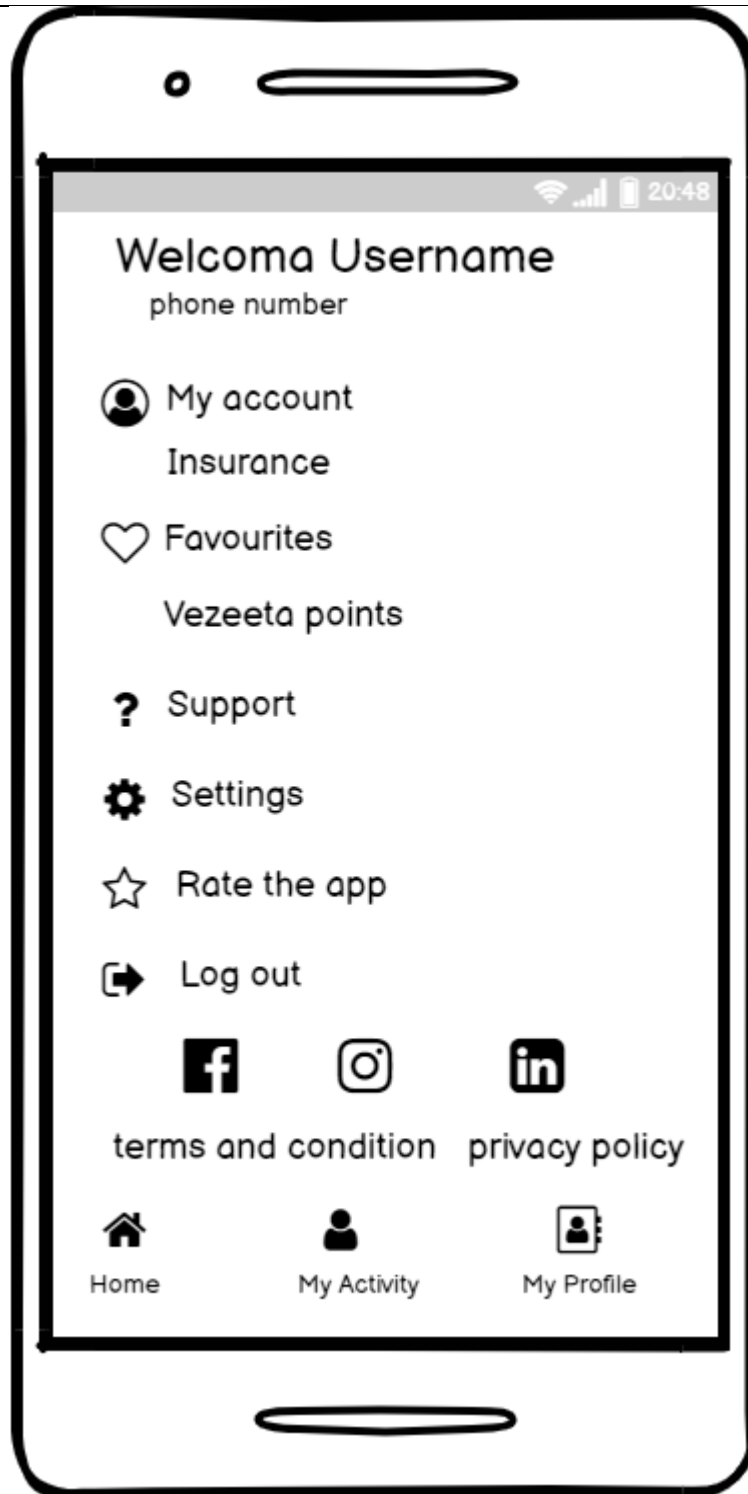 20:48
Welcoma Username
phone number
My account
Insurance
Favourites
Vezeeta points
? Support
Settings
Rate the app
Log out
f in
terms and condition privacy policy
Home My Activity My Profile